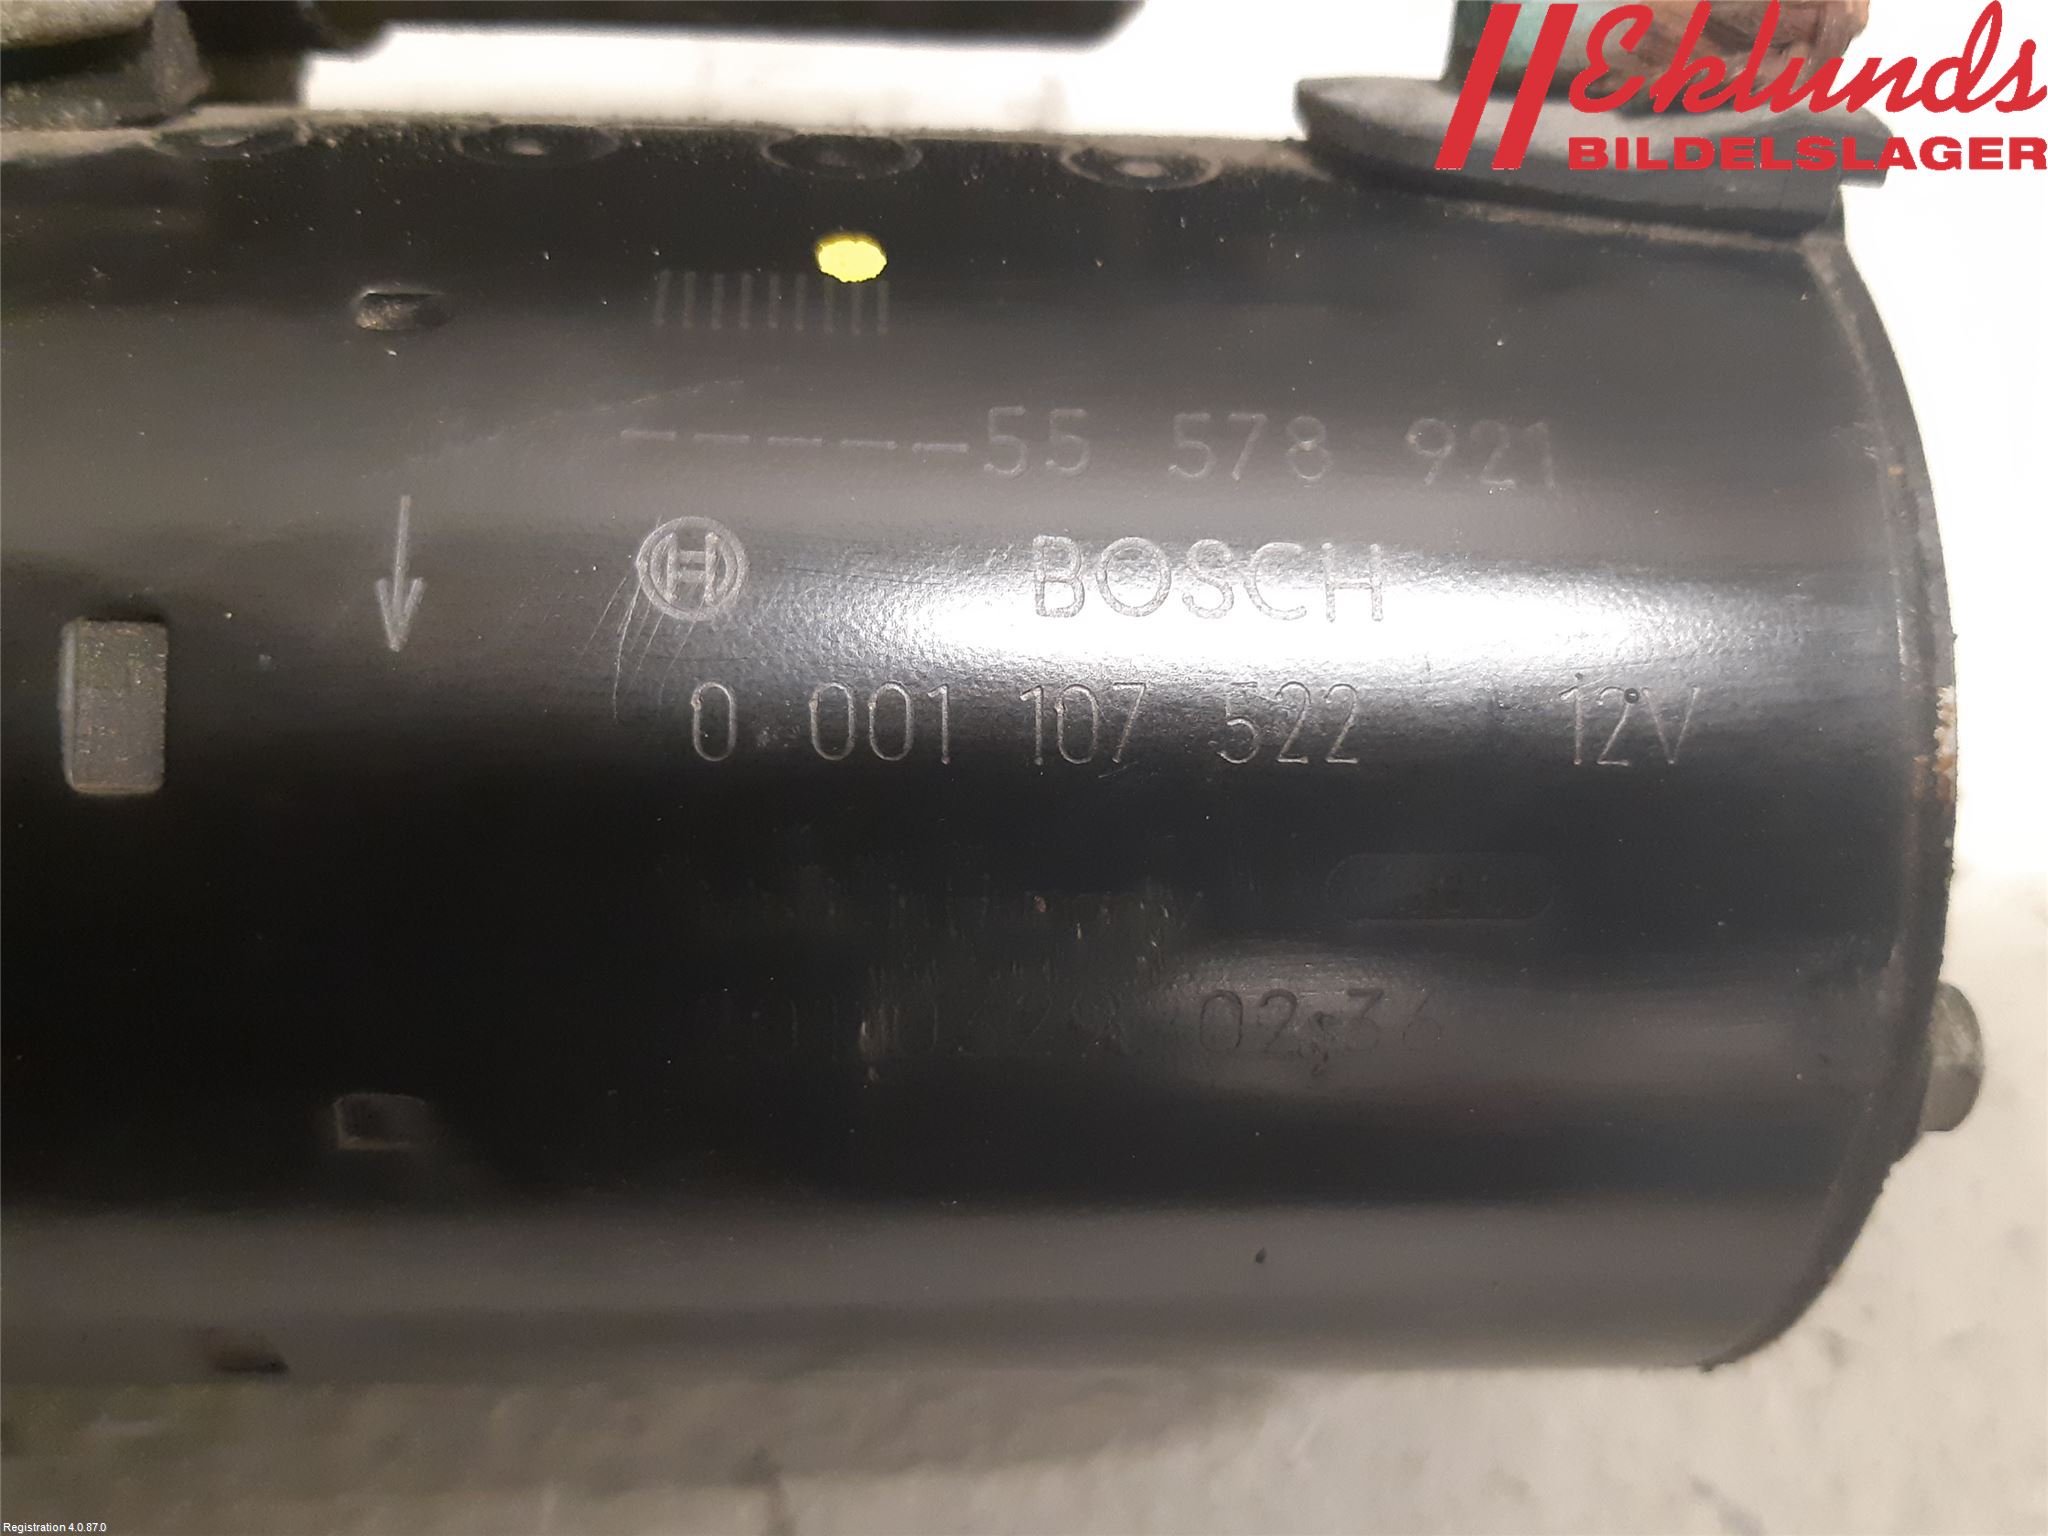 Eklunds
BILDELSLAGER
-----55 578 921
BOSCH
0 001 107 522 12V
Registration 4.0.87.0